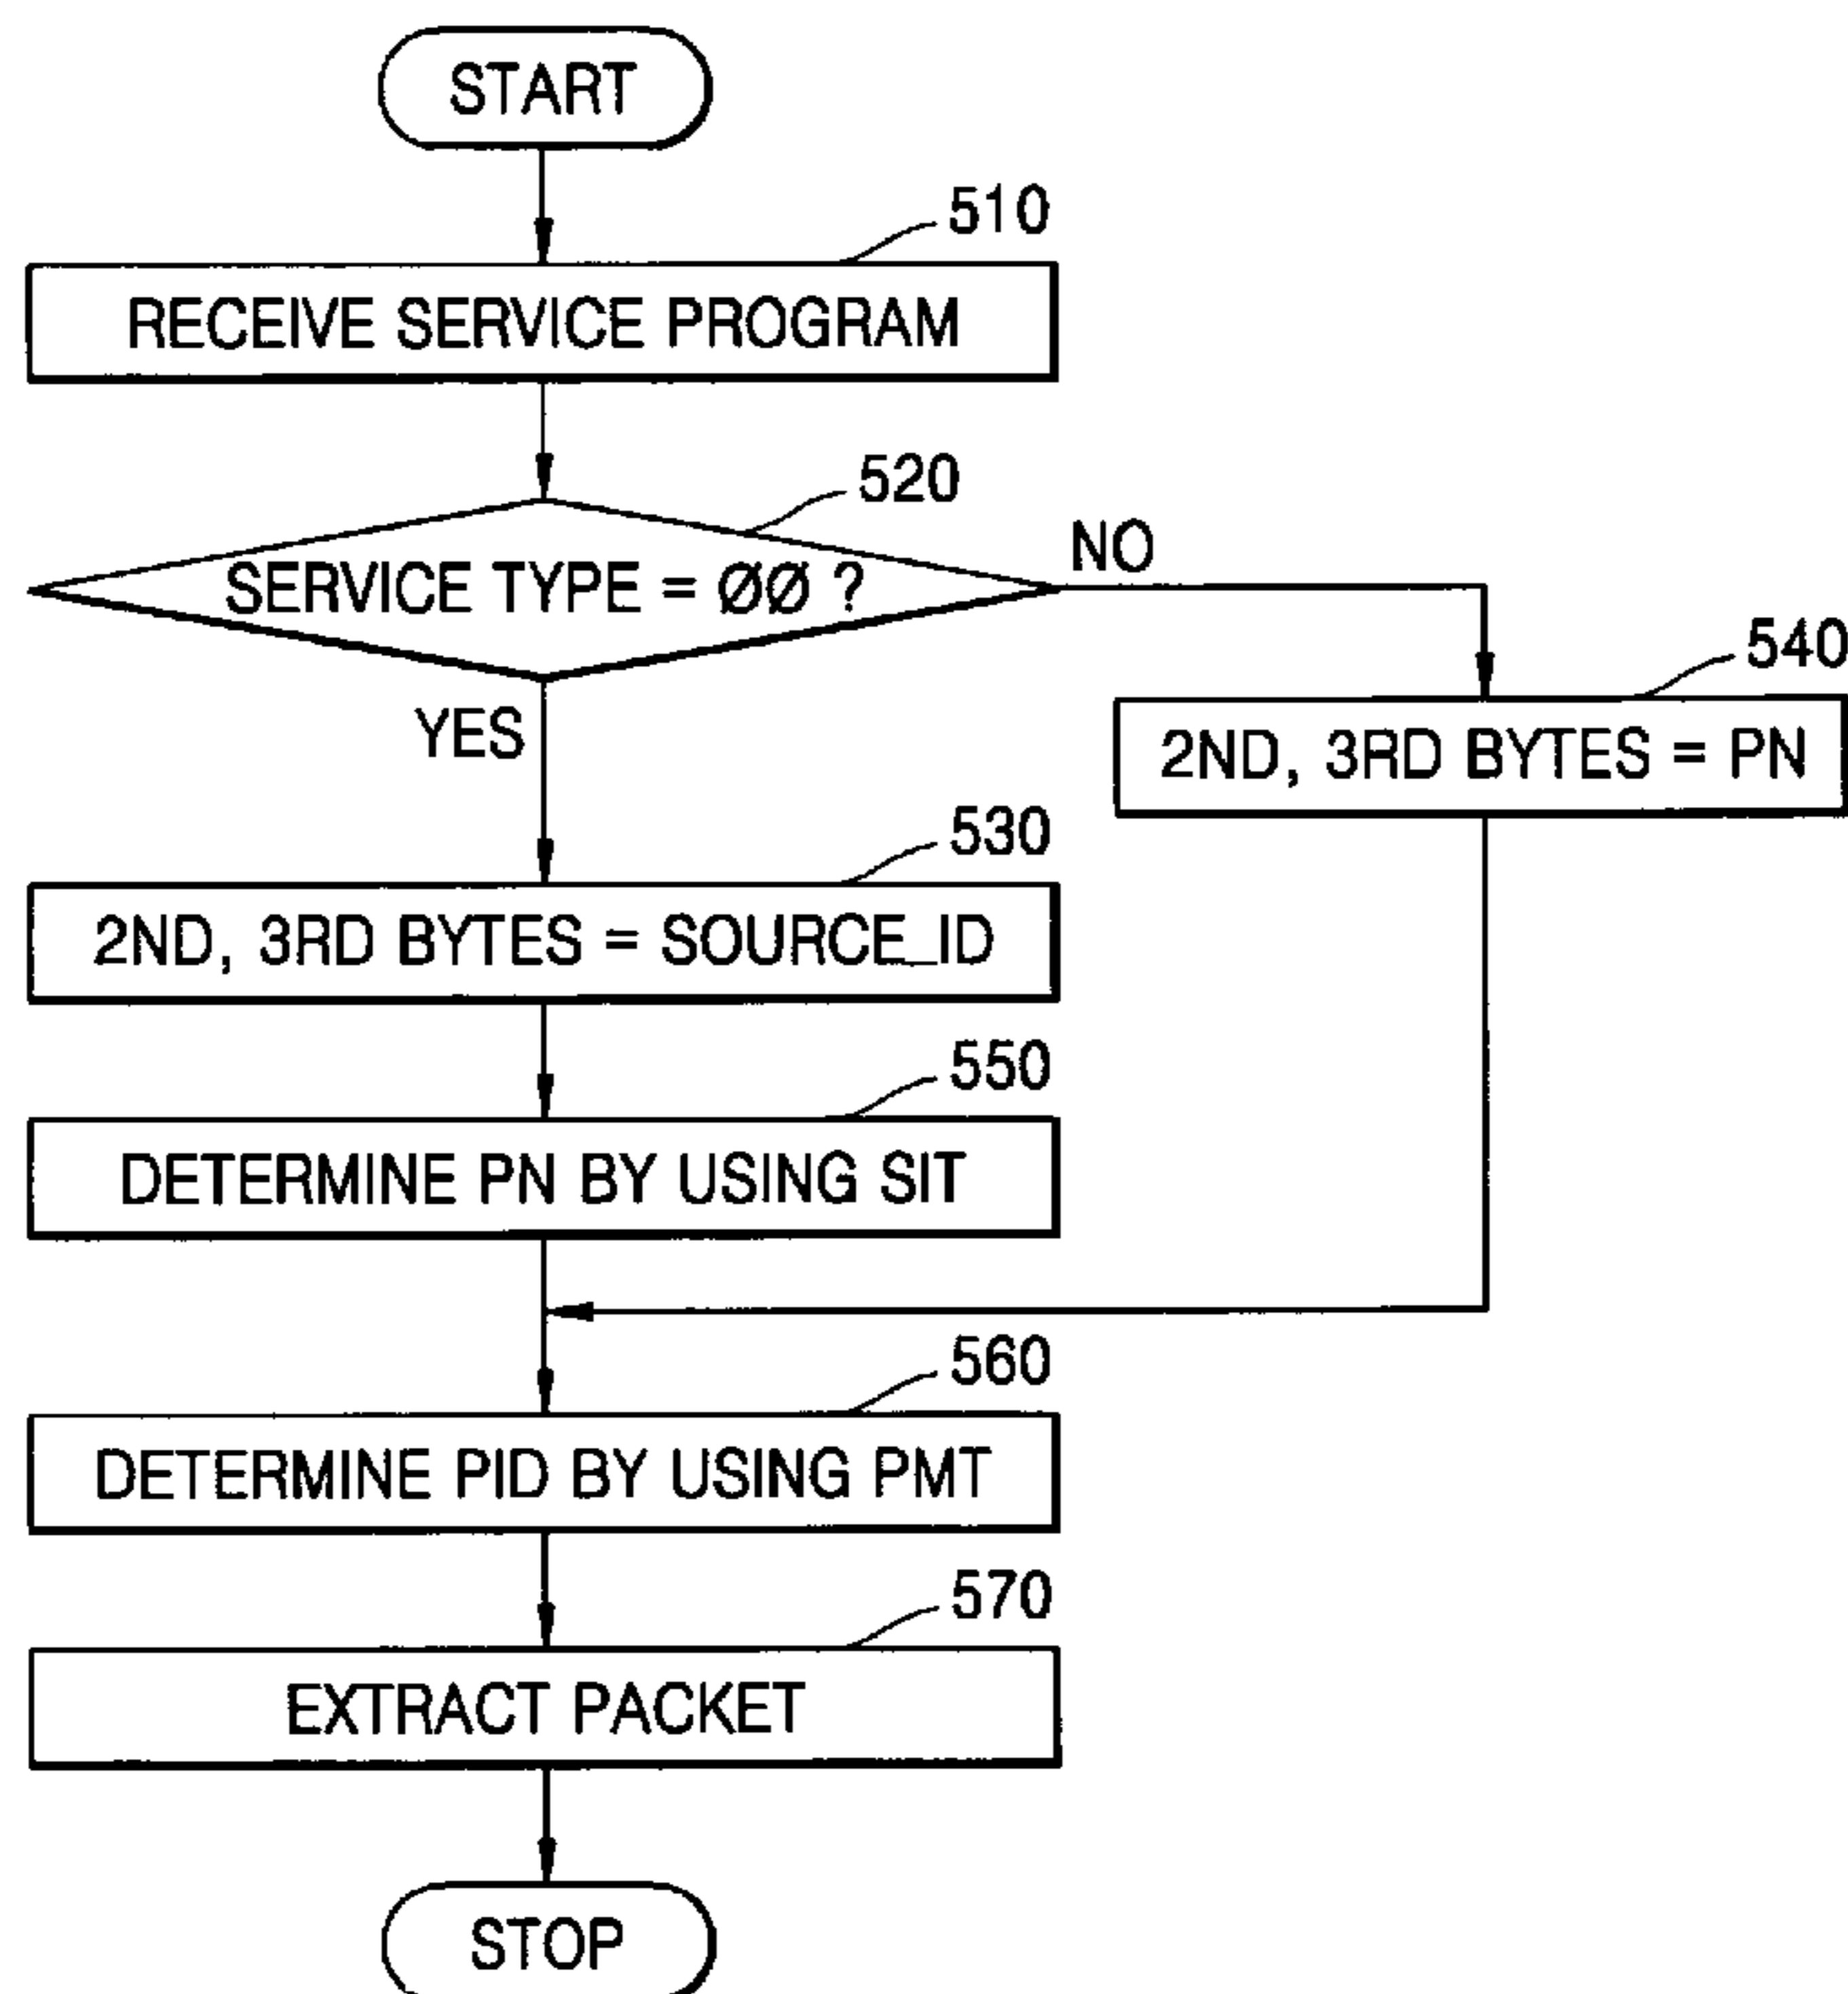 START
510
RECEIVE SERVICE PROGRAM
520
SERVICE TYPE = ØØ ?
NO
YES
540
2ND, 3RD BYTES = PN
530
2ND, 3RD BYTES = SOURCE_ID
550
DETERMINE PN BY USING SIT
560
DETERMINE PID BY USING PMT
570
EXTRACT PACKET
STOP